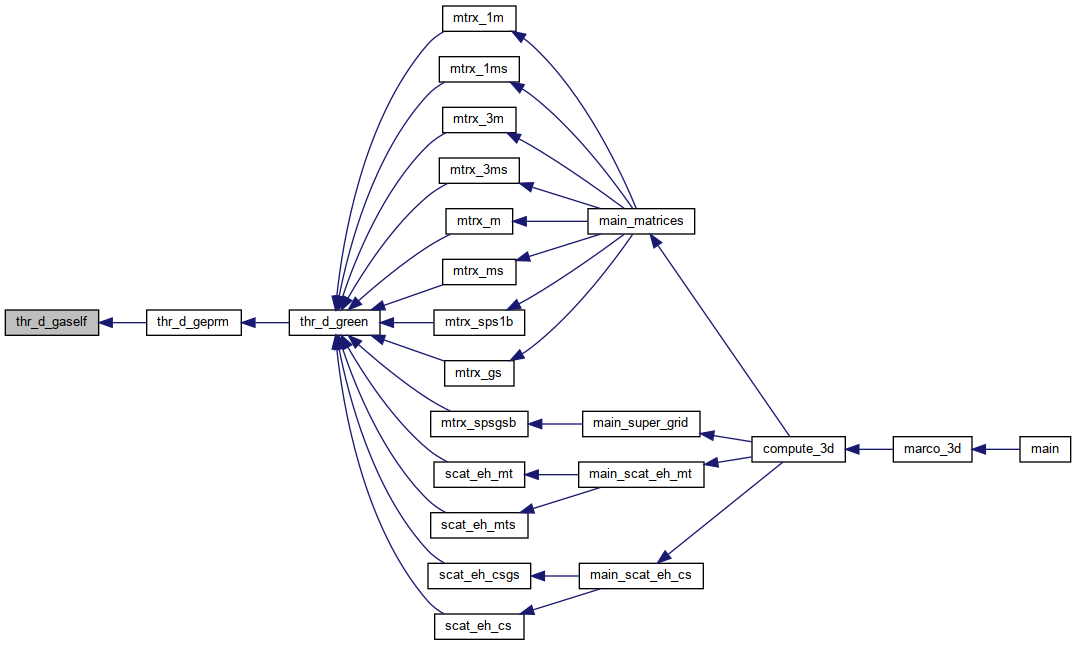 mtrx_1m
mtrx_1ms
mtrx_3m
mtrx_3ms
mtrx_m
main_matrices
mtrx_ms
thr_d_gaself
thr_d_geprm
thr_d_green
mtrx_sps1b
mtrx_gs
mtrx_spsgsb
main_super_grid
compute_3d
marco_3d
main
scat_eh_mt
main_scat_eh_mt
scat_eh_mts
scat_eh_csgs
main_scat_eh_cs
scat_eh_cs